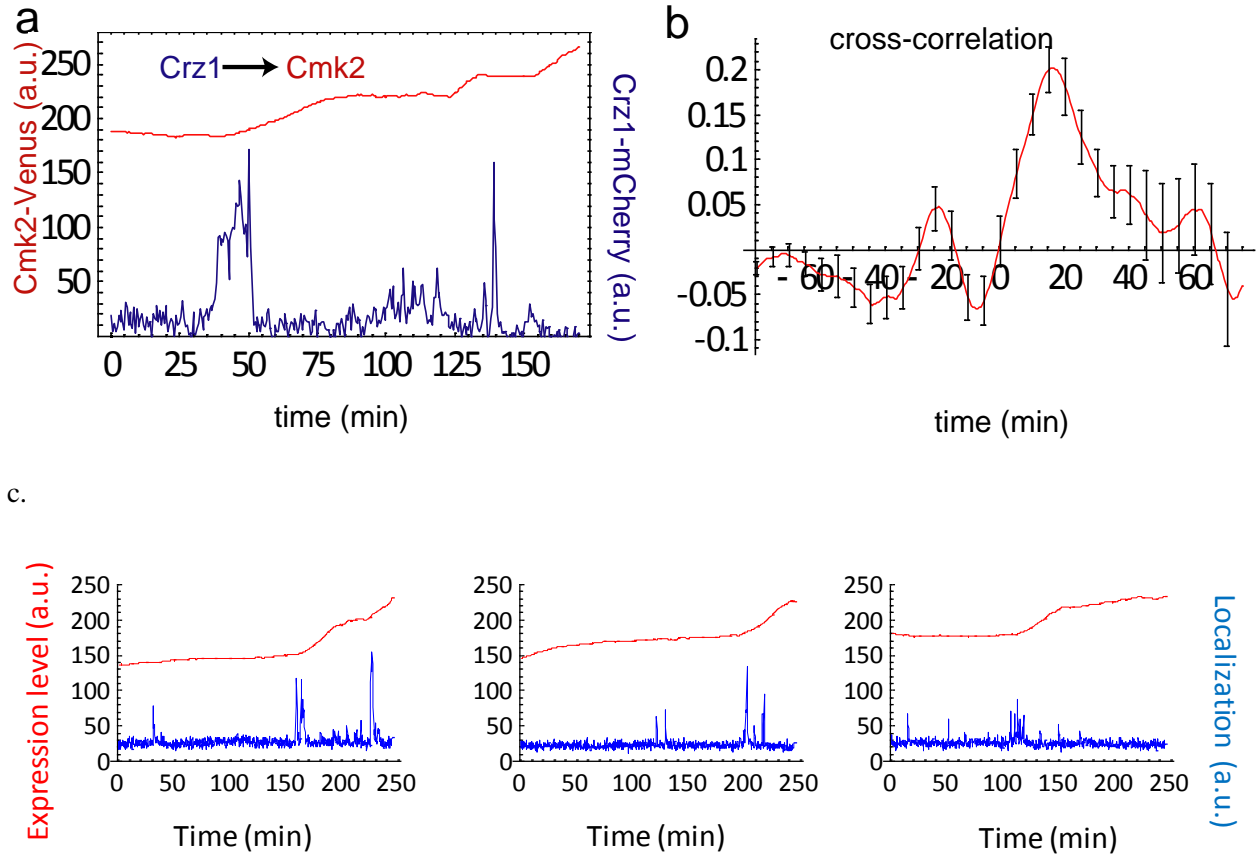 a
Cmk2-Venus (a.u.)
250
200
150
100
50
Crz1 Cmk2
Crz1-mCherry (a.u.)
0 25 50 75 100 125 150
time (min)
b
cross-correlation
0.2
0.15
0.1
0.05
-0.05
-0.1
- 60 - 40 - 20 0 20 40 60
time (min)
c.
Expression level (a.u.)
250
200
150
100
50
0
0 50 100 150 200 250
Time (min)
250
200
150
100
50
0
0 50 100 150 200 250
Time (min)
250
200
150
100
50
0
0 50 100 150 200 250
Time (min)
Localization (a.u.)